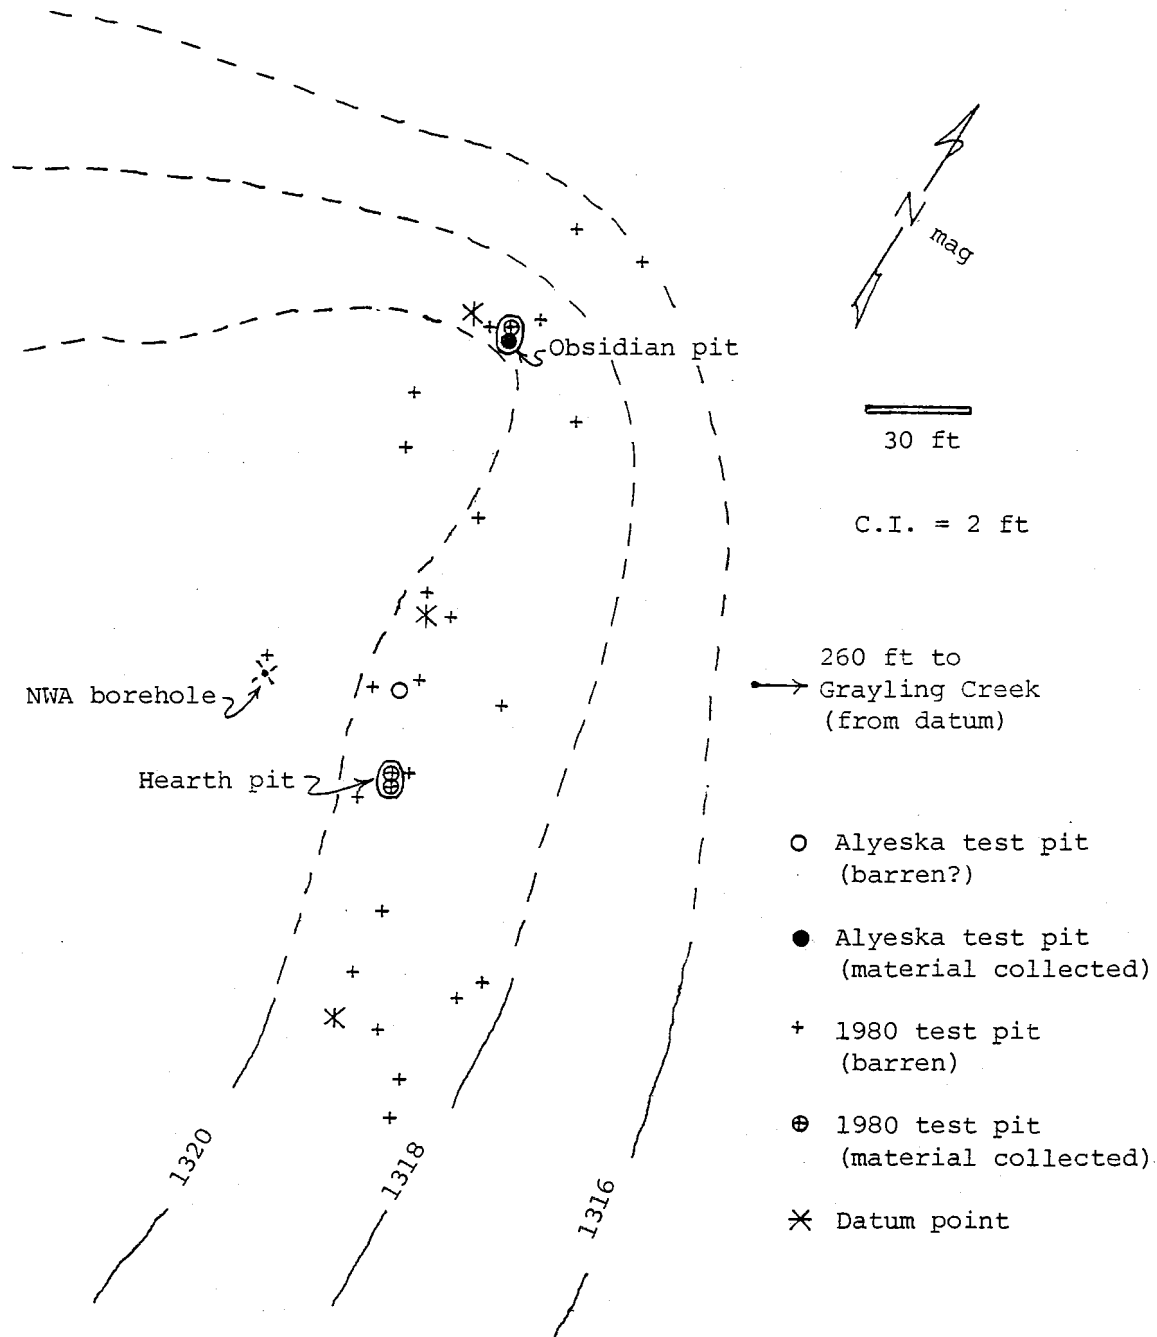 N
mag
Obsidian pit
30 ft
C.I. = 2 ft
260 ft to
Grayling Creek
(from datum)
NWA borehole
Hearth pit
Alyeska test pit
(barren?)
Alyeska test pit
(material collected)
1980 test pit
(barren)
1980 test pit
(material collected)
Datum point
1320
1318
1316